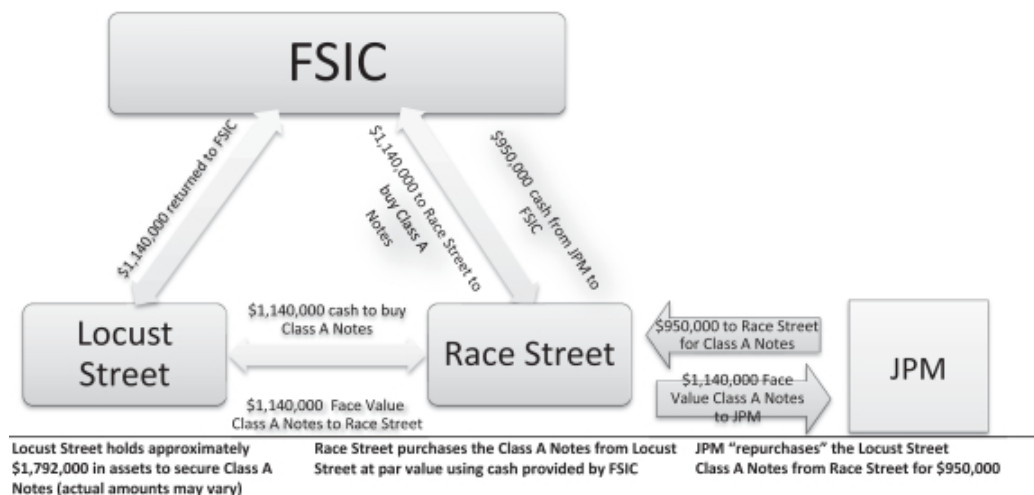 FSIC
$1,140,000 returned to FSIC
$1,140,000 to Race Street to
buy Class A
Notes
$950,000 cash from JPM to
FSIC
Locust
Street
$1,140,000 cash to buy
Class A Notes
$1,140,000 Face Value
Class A Notes to Race Street
Race Street
$950,000 to Race Street
for Class A Notes
$1,140,000 Face
Value Class A Notes
to JPM
JPM
Locust Street holds approximately
$1,792,000 in assets to secure Class A
Notes (actual amounts may vary)
Race Street purchases the Class A Notes from Locust
Street at par value using cash provided by FSIC
JPM "repurchases" the Locust Street
Class A Notes from Race Street for $950,000